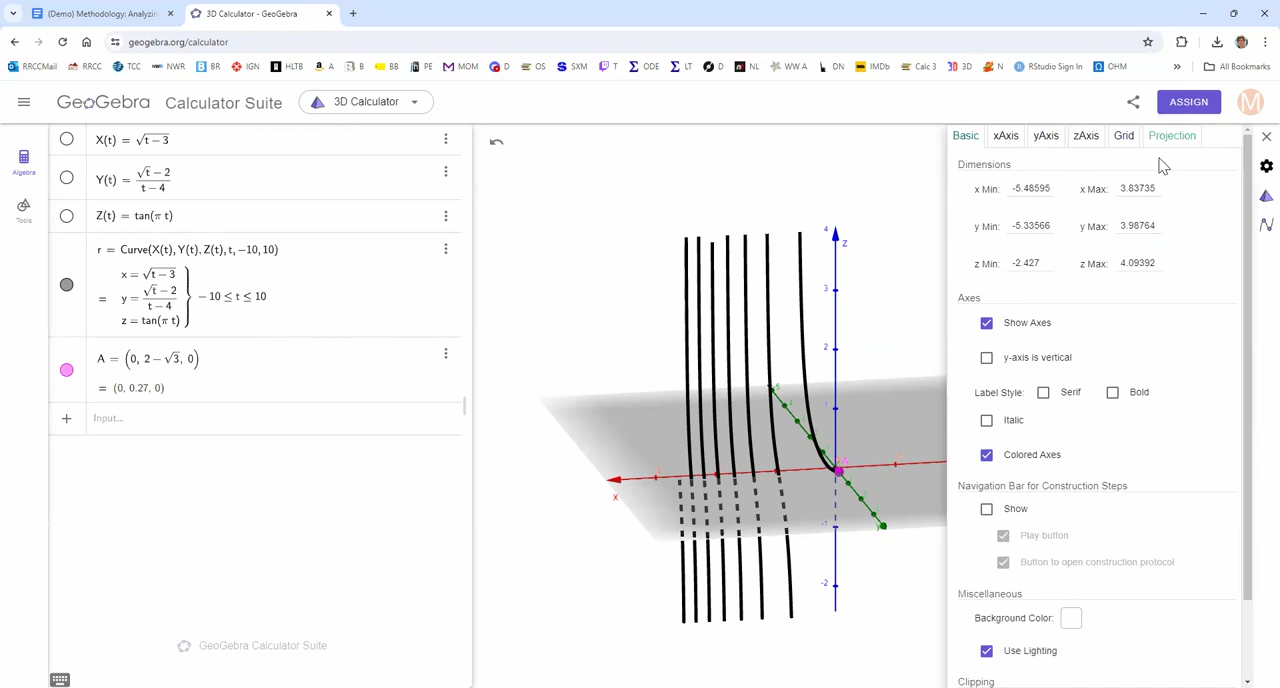 (Demo) Methodology: Analyzin
3D Calculator - GeoGebra
geogebra.org/calculator
RRCCMail
RRCC
TCC
NWR
BR
IGN
HLTB
A
B
BB
PE
MOM
D
OS
SXM
T
ODE
LT
D
NL
WW A
DN
IMDb
Calc 3
3D
N
RStudio Sign In
OHM
»
All Bookmarks
GeoGebra
Calculator Suite
3D Calculator
ASSIGN
M
Algebra
Tools
X(t) = √(t−3)
Y(t) = (√t − 2)/(t−4)
Z(t) = tan(π t)
r = Curve(X(t), Y(t), Z(t), t, −10, 10)
x = √(t−3)
= y = (√t − 2)/(t−4) } −10 ≤ t ≤ 10
z = tan(π t)
A = (0, 2−√3, 0)
= (0, 0.27, 0)
+ Input...
GeoGebra Calculator Suite
4
z
3
2
1
A
x
-1
-2
Basic
xAxis
yAxis
zAxis
Grid
Projection
Dimensions
x Min: -5.48595 x Max: 3.83735
y Min: -5.33566 y Max: 3.98764
z Min: -2.427 z Max: 4.09392
Axes
Show Axes
y-axis is vertical
Label Style: Serif Bold
Italic
Colored Axes
Navigation Bar for Construction Steps
Show
Play button
Button to open construction protocol
Miscellaneous
Background Color:
Use Lighting
Clipping